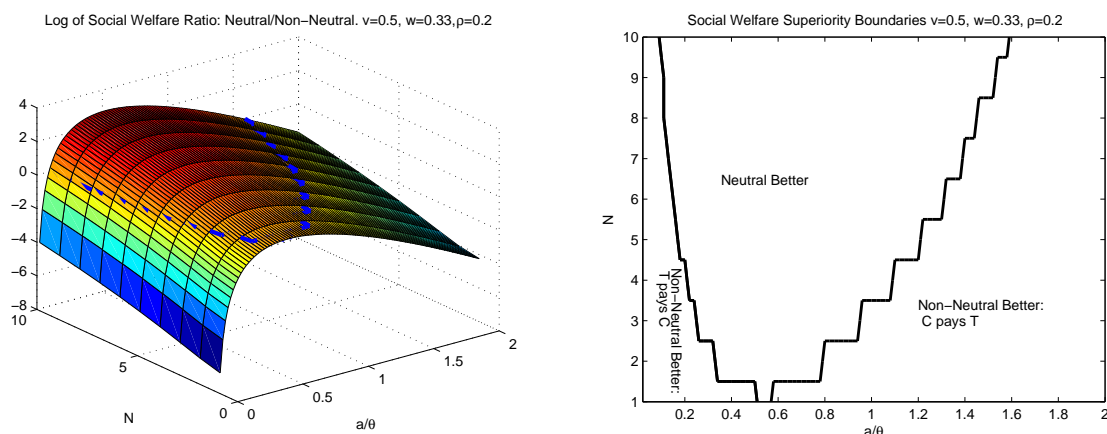 Log of Social Welfare Ratio: Neutral/Non−Neutral. v=0.5, w=0.33,ρ=0.2
4
2
0
−2
−4
−6
−8
10
5
0
N
0
0.5
1
1.5
2
a/θ
Social Welfare Superiority Boundaries v=0.5, w=0.33, ρ=0.2
10
9
8
7
6
5
4
3
2
1
N
Neutral Better
Non−Neutral Better:
T pays C
Non−Neutral Better:
C pays T
0.2 0.4 0.6 0.8 1 1.2 1.4 1.6 1.8 2
a/θ